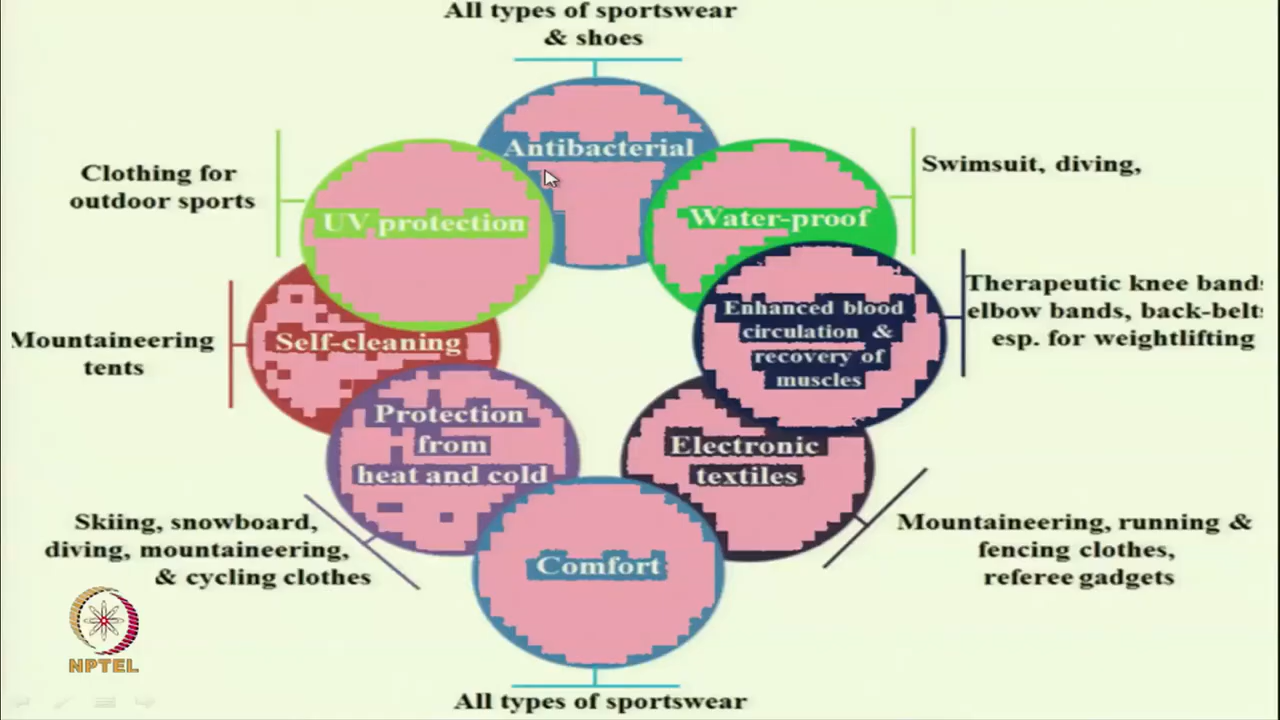 All types of sportswear
& shoes
Antibacterial
Clothing for
outdoor sports
UV protection
Water-proof
Swimsuit, diving,
Mountaineering
tents
Self-cleaning
Enhanced blood
circulation &
recovery of
muscles
Therapeutic knee
elbow bands,
esp. for weightlifting
Protection
from
heat and cold
Electronic
textiles
Skiing, snowboard,
diving, mountaineering,
& cycling clothes
Comfort
Mountaineering, running &
fencing clothes,
referee gadgets
All types of sportswear
NPTEL